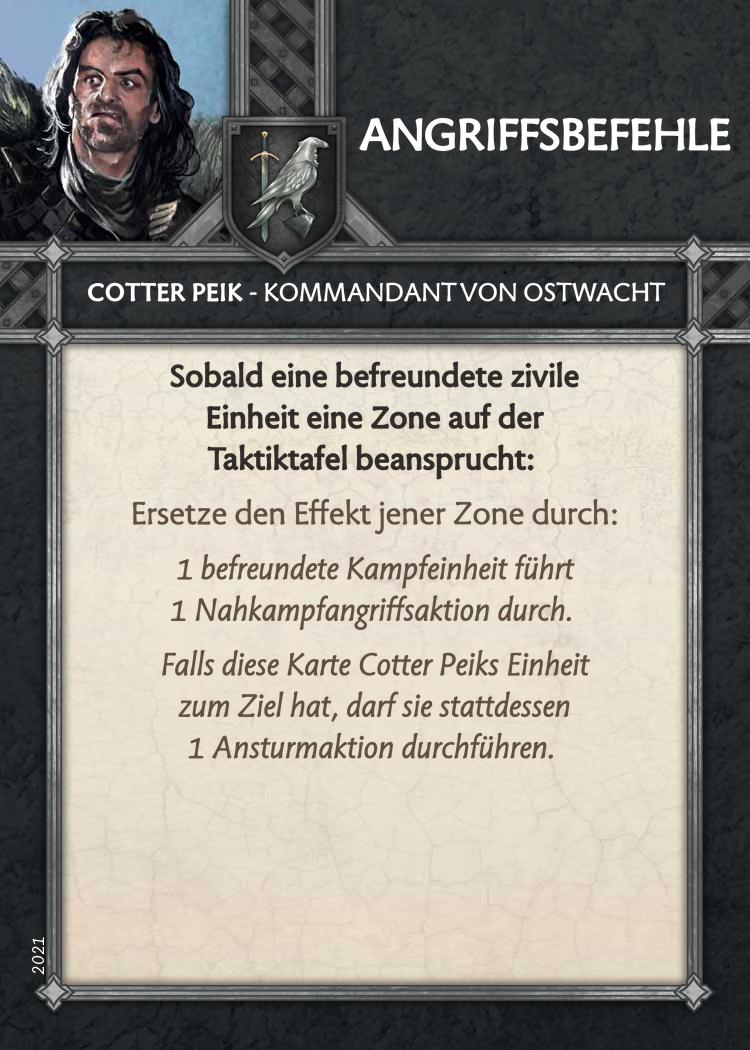 ANGRIFFSBEFEHLE
COTTER PEIK - KOMMANDANT VON OSTWACHT
Sobald eine befreundete zivile
Einheit eine Zone auf der
Taktiktafel beansprucht:
Ersetze den Effekt jener Zone durch:
1 befreundete Kampfeinheit führt
1 Nahkampfangriffsaktion durch.
Falls diese Karte Cotter Peiks Einheit
zum Ziel hat, darf sie stattdessen
1 Ansturmaktion durchführen.
2021